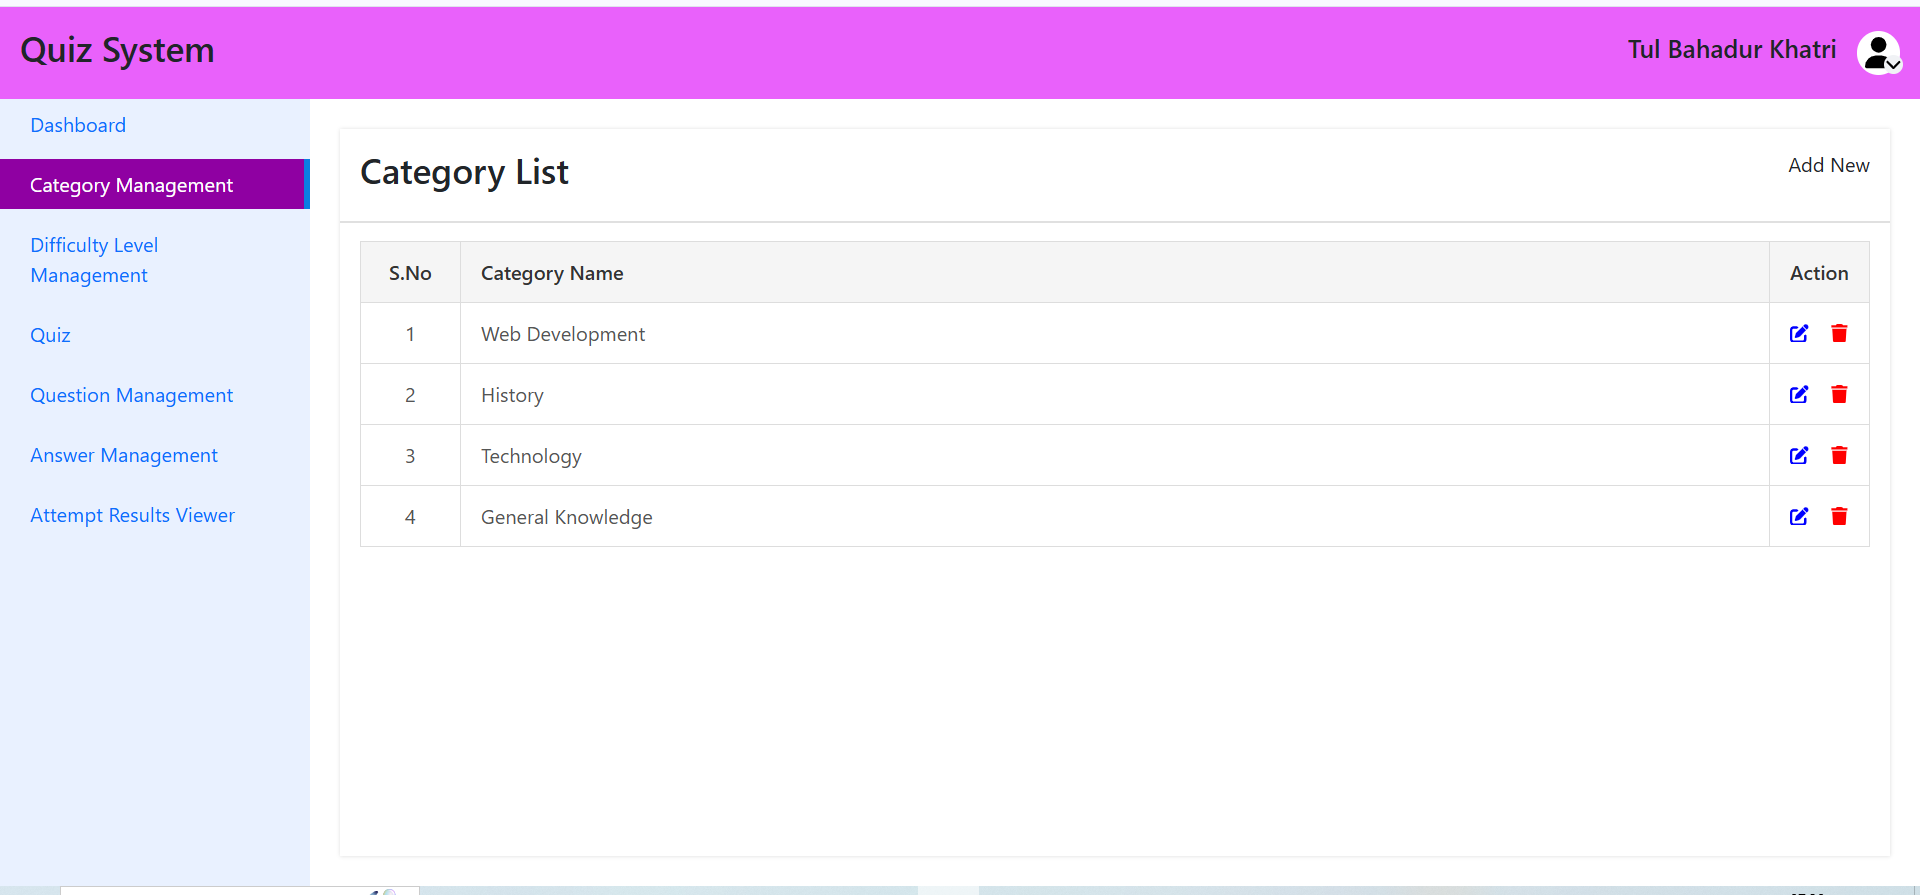 Quiz System
Tul Bahadur Khatri
Dashboard
Category Management
Difficulty Level
Management
Quiz
Question Management
Answer Management
Attempt Results Viewer
Category List
Add New
S.No Category Name Action
1 Web Development
2 History
3 Technology
4 General Knowledge